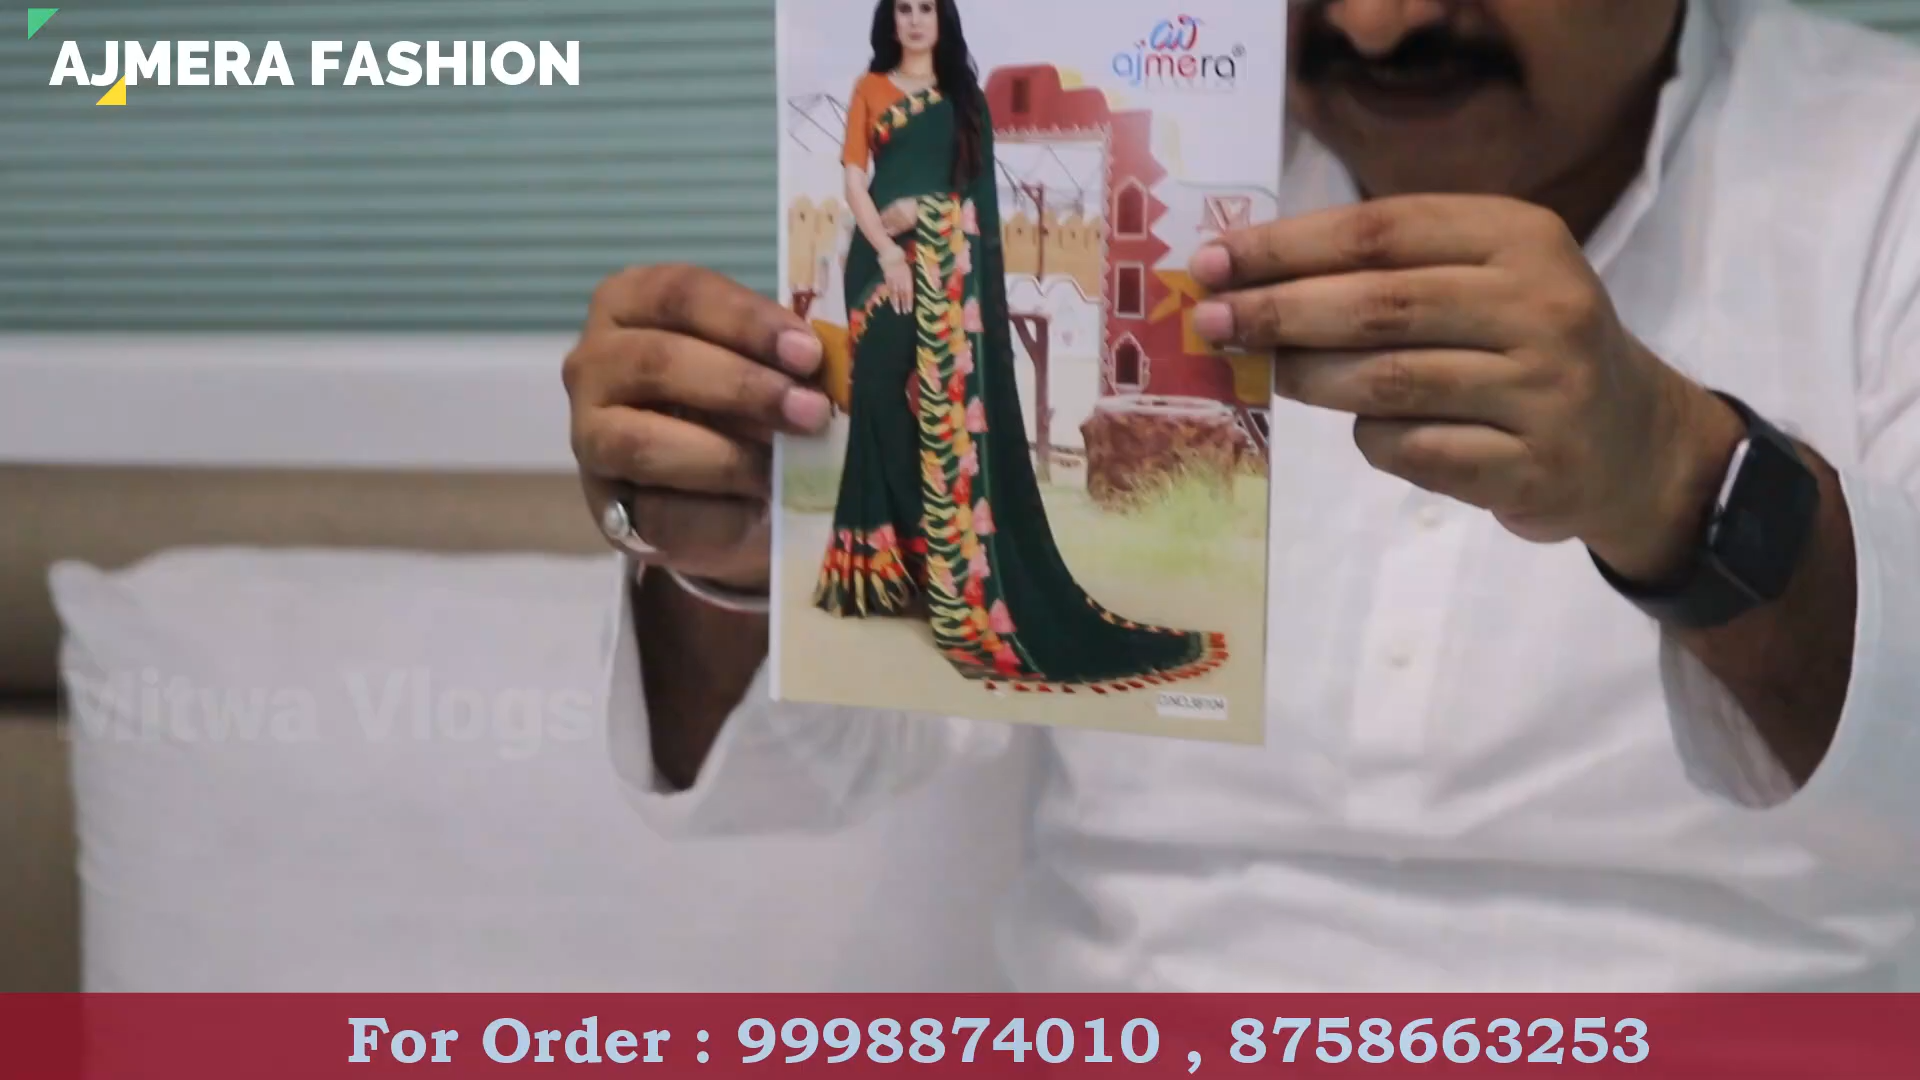 AJMERA FASHION
ajmera®
Mitwa Vlogs
For Order : 9998874010 , 8758663253